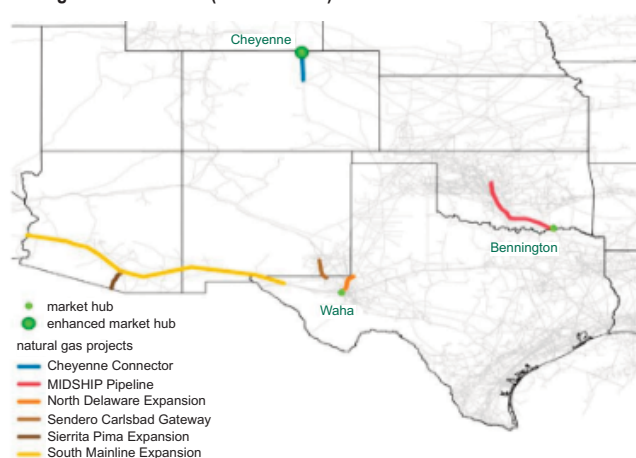 Cheyenne
Bennington
Waha
market hub
enhanced market hub
natural gas projects
Cheyenne Connector
MIDSHIP Pipeline
North Delaware Expansion
Sendero Carlsbad Gateway
Sierrita Pima Expansion
South Mainline Expansion